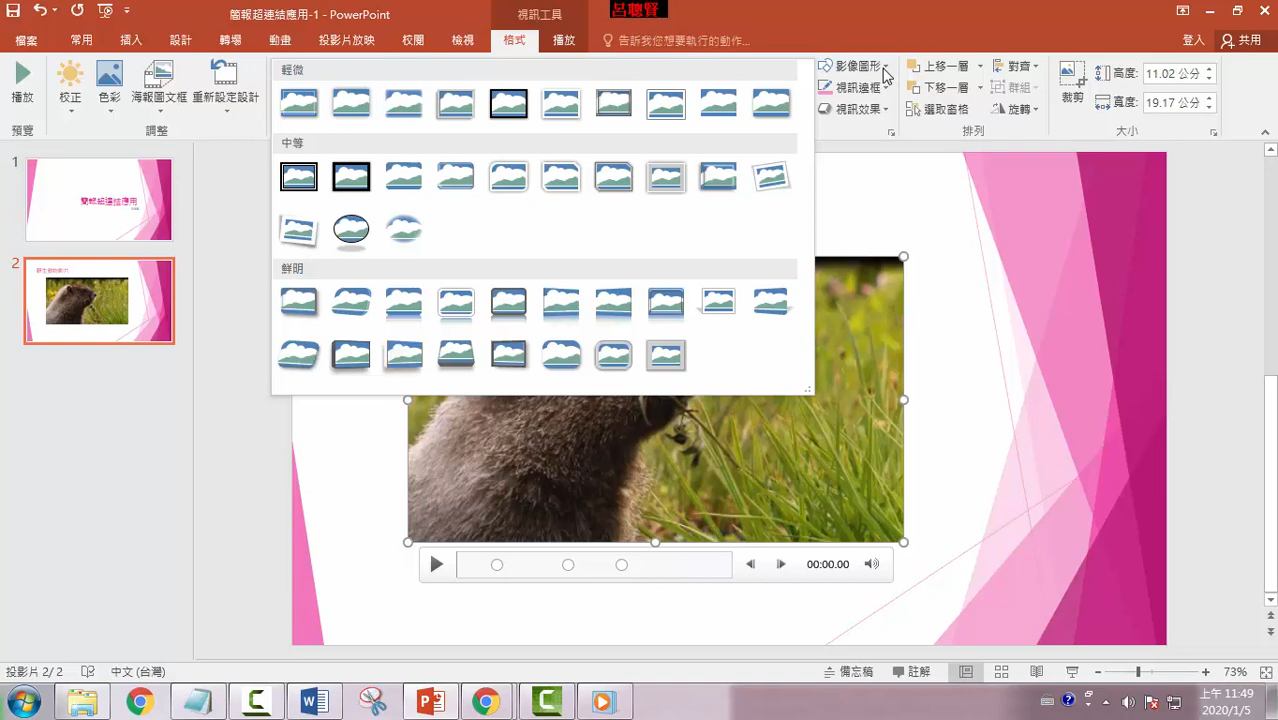 簡報超連結應用-1 - PowerPoint
視訊工具
呂聰賢
檔案
常用
插入
設計
轉場
動畫
投影片放映
校閱
檢視
格式
播放
告訴我您想要執行的動作...
登入
共用
播放
校正
色彩
海報圖文框
重新設定設計
預覽
調整
輕微
中等
鮮明
影像圖形
視訊邊框
視訊效果
上移一層
下移一層
選取窗格
對齊
群組
旋轉
排列
裁剪
高度: 11.02 公分
寬度: 19.17 公分
大小
1
簡報超連結應用
2
00:00.00
投影片 2/2
中文 (台灣)
備忘稿
註解
73%
上午 11:49
2020/1/5